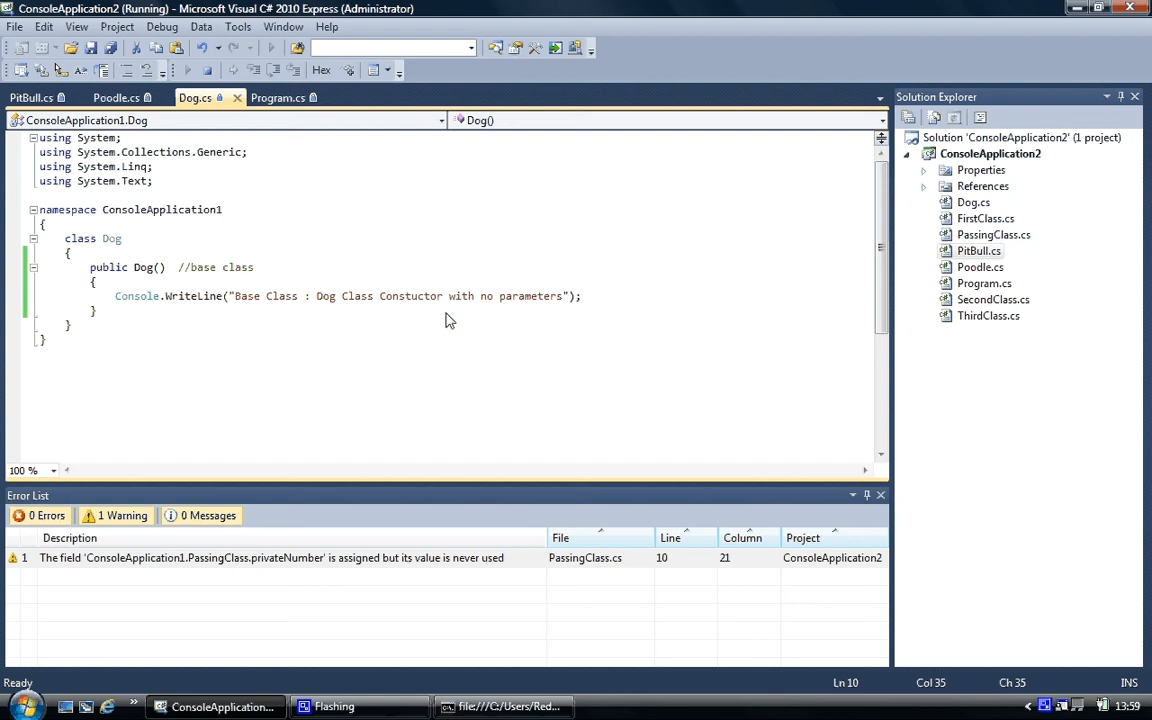 ConsoleApplication2 (Running) - Microsoft Visual C# 2010 Express (Administrator)
File Edit View Project Debug Data Tools Window Help
Hex
PitBull.cs Poodle.cs Dog.cs Program.cs
ConsoleApplication1.Dog Dog()
using System;
using System.Collections.Generic;
using System.Linq;
using System.Text;
namespace ConsoleApplication1
{
class Dog
{
public Dog() //base class
{
Console.WriteLine("Base Class : Dog Class Constuctor with no parameters");
}
}
}
100 %
Solution Explorer
Solution 'ConsoleApplication2' (1 project)
ConsoleApplication2
Properties
References
Dog.cs
FirstClass.cs
PassingClass.cs
PitBull.cs
Poodle.cs
Program.cs
SecondClass.cs
ThirdClass.cs
Error List
0 Errors 1 Warning 0 Messages
Description File Line Column Project
1 The field 'ConsoleApplication1.PassingClass.privateNumber' is assigned but its value is never used PassingClass.cs 10 21 ConsoleApplication2
Ready Ln 10 Col 35 Ch 35 INS
ConsoleApplication... Flashing file:///C:/Users/Red... 13:59